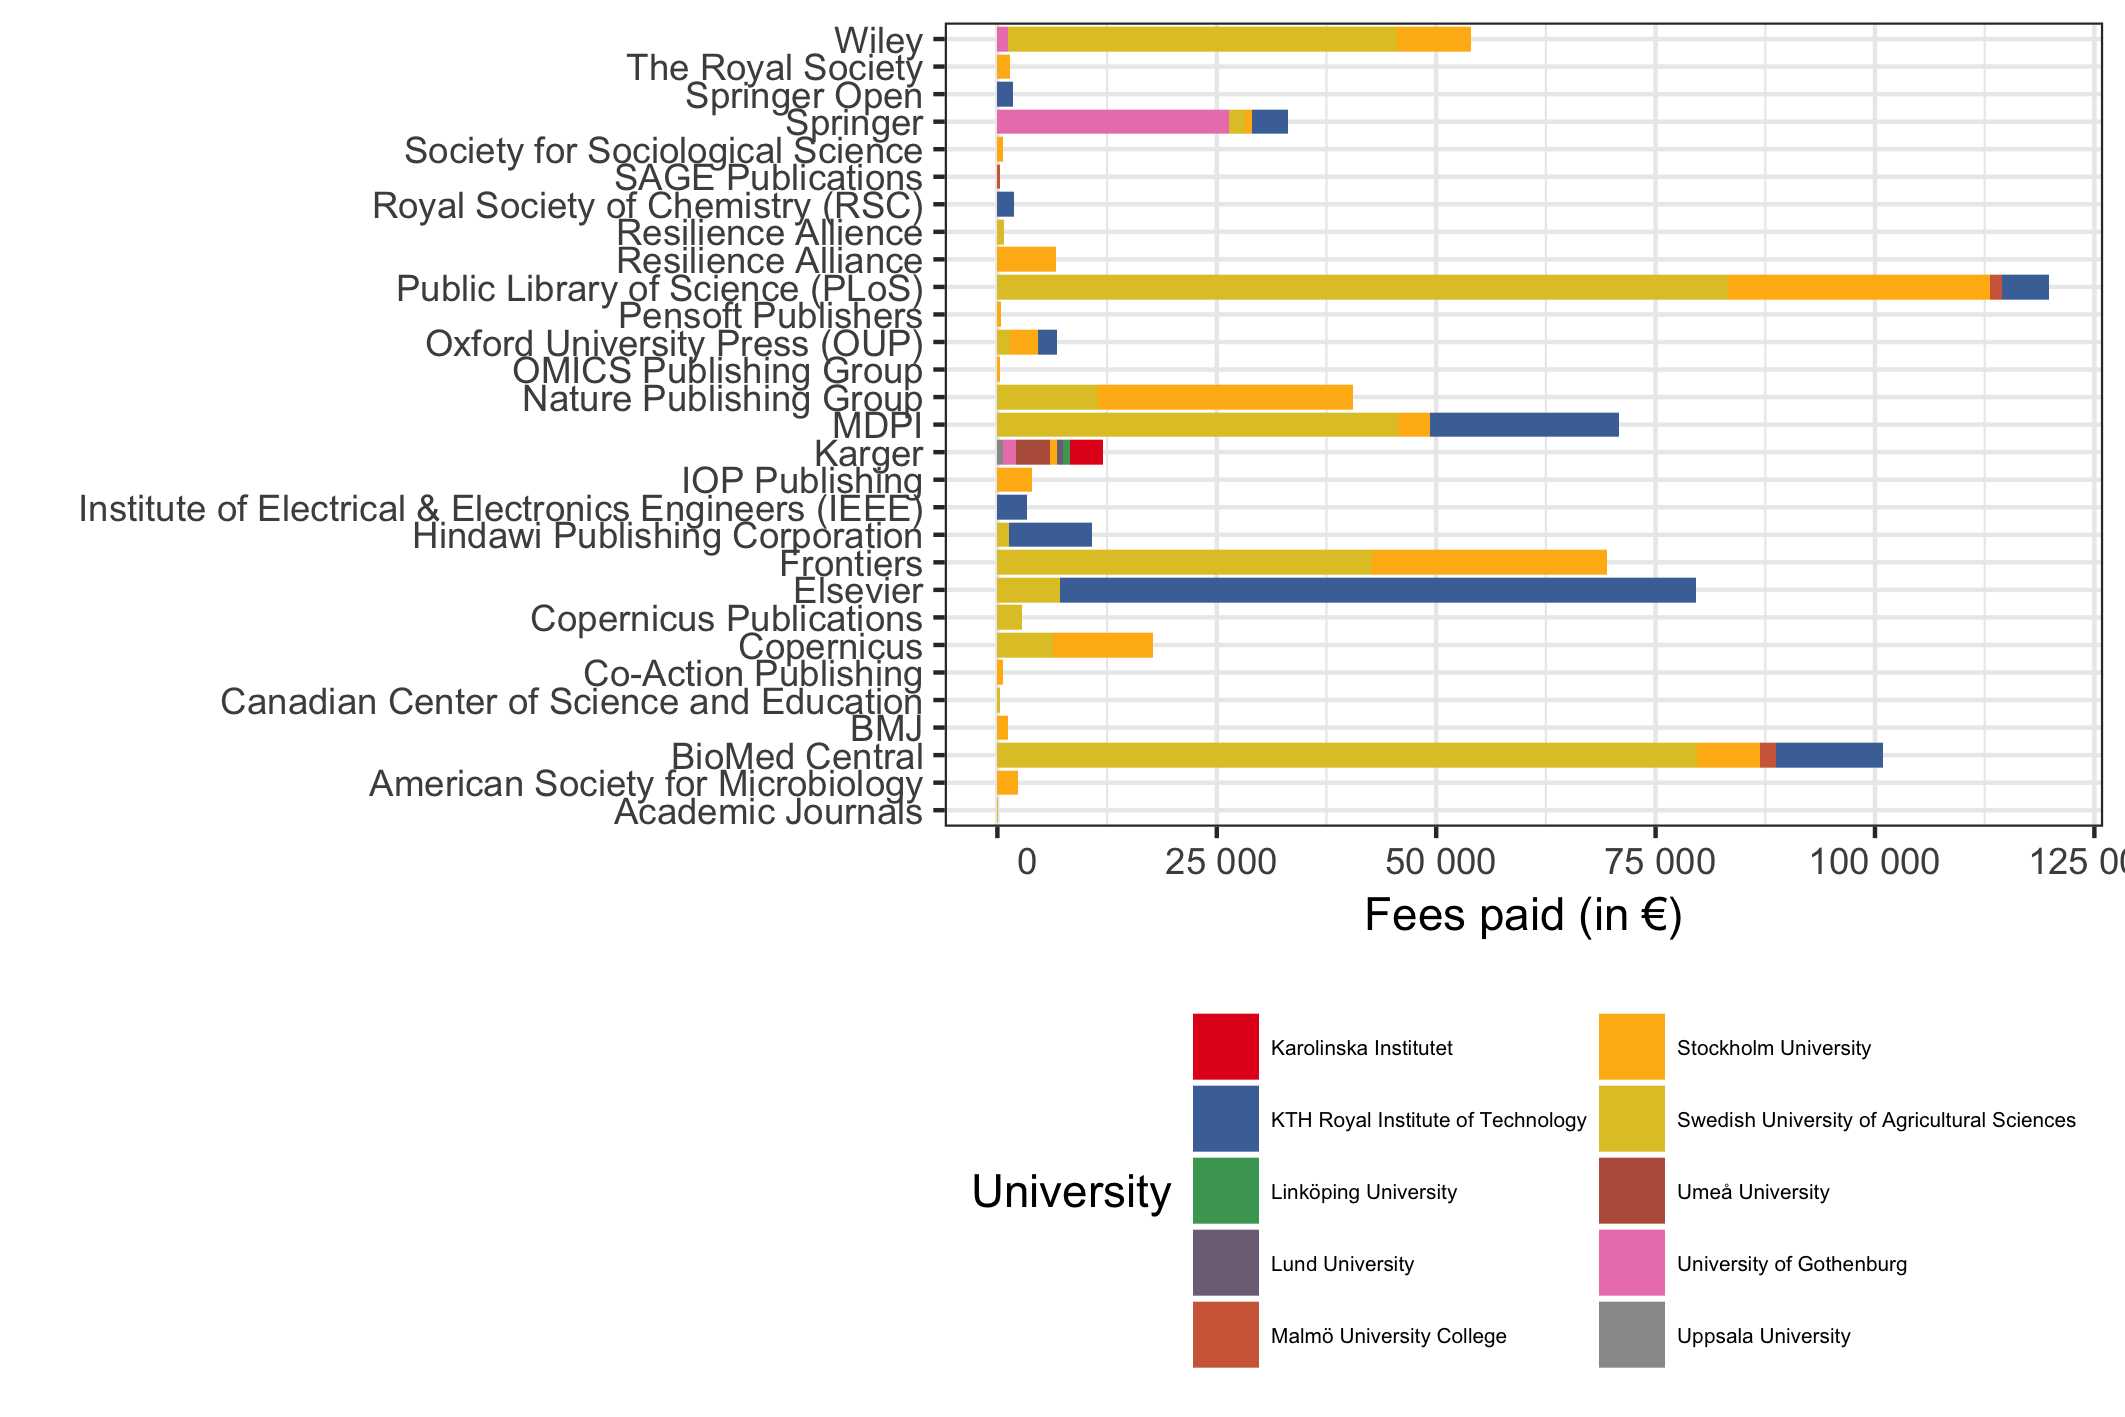 Wiley
The Royal Society
Springer Open
Springer
Society for Sociological Science
SAGE Publications
Royal Society of Chemistry (RSC)
Resilience Allience
Resilience Alliance
Public Library of Science (PLoS)
Pensoft Publishers
Oxford University Press (OUP)
OMICS Publishing Group
Nature Publishing Group
MDPI
Karger
IOP Publishing
Institute of Electrical & Electronics Engineers (IEEE)
Hindawi Publishing Corporation
Frontiers
Elsevier
Copernicus Publications
Copernicus
Co-Action Publishing
Canadian Center of Science and Education
BMJ
BioMed Central
American Society for Microbiology
Academic Journals
0 25 000 50 000 75 000 100 000 125 0
Fees paid (in €)
University
Karolinska Institutet
KTH Royal Institute of Technology
Linköping University
Lund University
Malmö University College
Stockholm University
Swedish University of Agricultural Sciences
Umeå University
University of Gothenburg
Uppsala University